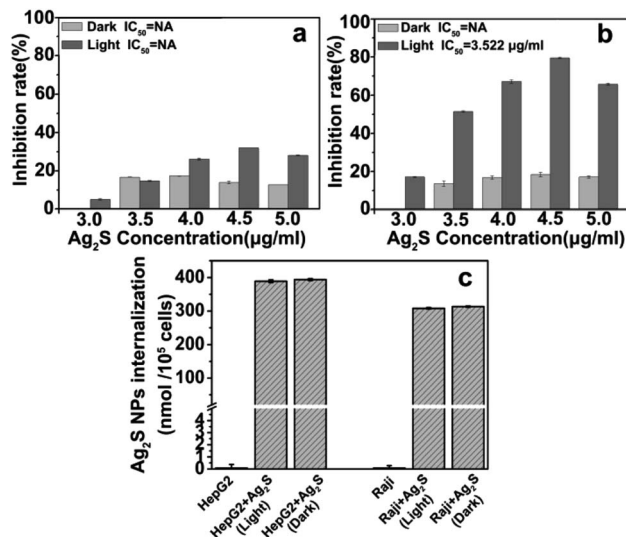 Inhibition rate(%)
100
80
60
40
20
0
Dark IC₅₀=NA
Light IC₅₀=NA
a
3.0 3.5 4.0 4.5 5.0
Ag₂S Concentration(µg/ml)
Inhibition rate(%)
100
80
60
40
20
0
Dark IC₅₀=NA
Light IC₅₀=3.522 µg/ml
b
3.0 3.5 4.0 4.5 5.0
Ag₂S Concentration(µg/ml)
Ag₂S NPs internalization
(nmol /10⁵ cells)
400
300
200
4
3
2
1
0
c
HepG2
HepG2+Ag₂S
(Light)
HepG2+Ag₂S
(Dark)
Raji
Raji+Ag₂S
(Light)
Raji+Ag₂S
(Dark)